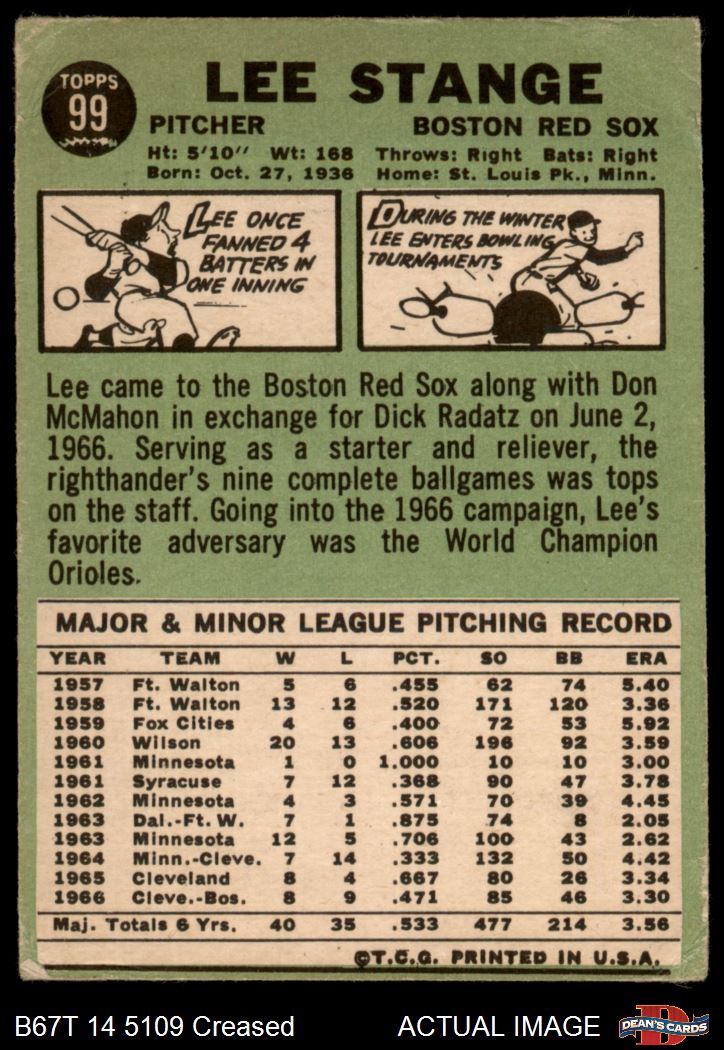 TOPPS
99
LEE STANGE
PITCHER BOSTON RED SOX
Ht: 5'10" Wt: 168 Throws: Right Bats: Right
Born: Oct. 27, 1936 Home: St. Louis Pk., Minn.
LEE ONCE
FANNED 4
BATTERS IN
ONE INNING
DURING THE WINTER
LEE ENTERS BOWLING
TOURNAMENTS
Lee came to the Boston Red Sox along with Don
McMahon in exchange for Dick Radatz on June 2,
1966. Serving as a starter and reliever, the
righthander's nine complete ballgames was tops
on the staff. Going into the 1966 campaign, Lee's
favorite adversary was the World Champion
Orioles.
MAJOR & MINOR LEAGUE PITCHING RECORD
YEAR TEAM W L PCT. SO BB ERA
1957 Ft. Walton 5 6 .455 62 74 5.40
1958 Ft. Walton 13 12 .520 171 120 3.36
1959 Fox Cities 4 6 .400 72 53 5.92
1960 Wilson 20 13 .606 196 92 3.59
1961 Minnesota 1 0 1.000 10 10 3.00
1961 Syracuse 7 12 .368 90 47 3.78
1962 Minnesota 4 3 .571 70 39 4.45
1963 Dal.-Ft. W. 7 1 .875 74 8 2.05
1963 Minnesota 12 5 .706 100 43 2.62
1964 Minn.-Cleve. 7 14 .333 132 50 4.42
1965 Cleveland 8 4 .667 80 26 3.34
1966 Cleve.-Bos. 8 9 .471 85 46 3.30
Maj. Totals 6 Yrs. 40 35 .533 477 214 3.56
©T.C.G. PRINTED IN U.S.A.
B67T 14 5109 Creased ACTUAL IMAGE
D
DEAN'S CARDS